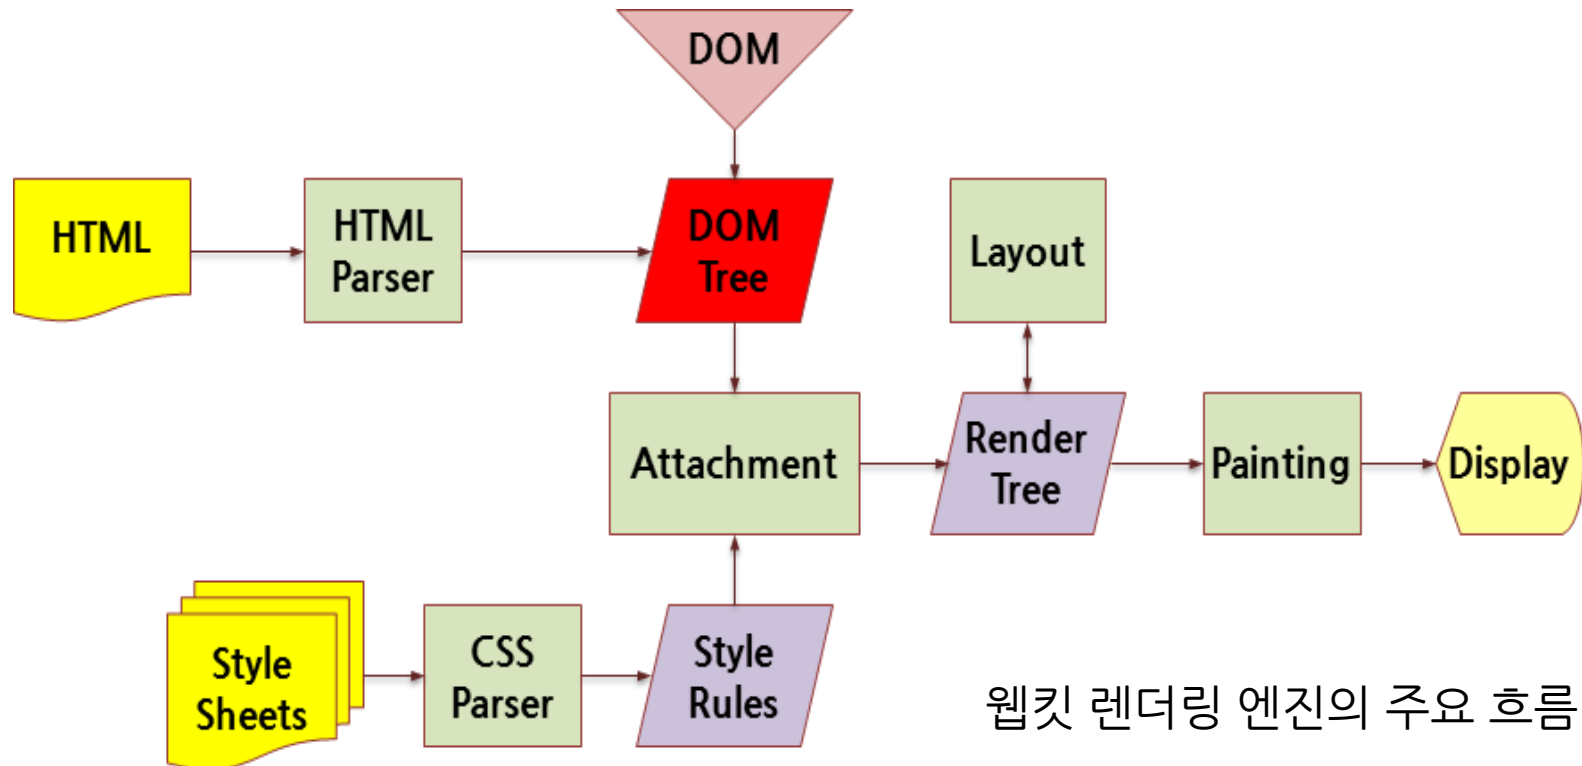 DOM
HTML
HTML
Parser
DOM
Tree
Layout
Attachment
Render
Tree
Painting
Display
Style
Sheets
CSS
Parser
Style
Rules
웹킷 렌더링 엔진의 주요 흐름